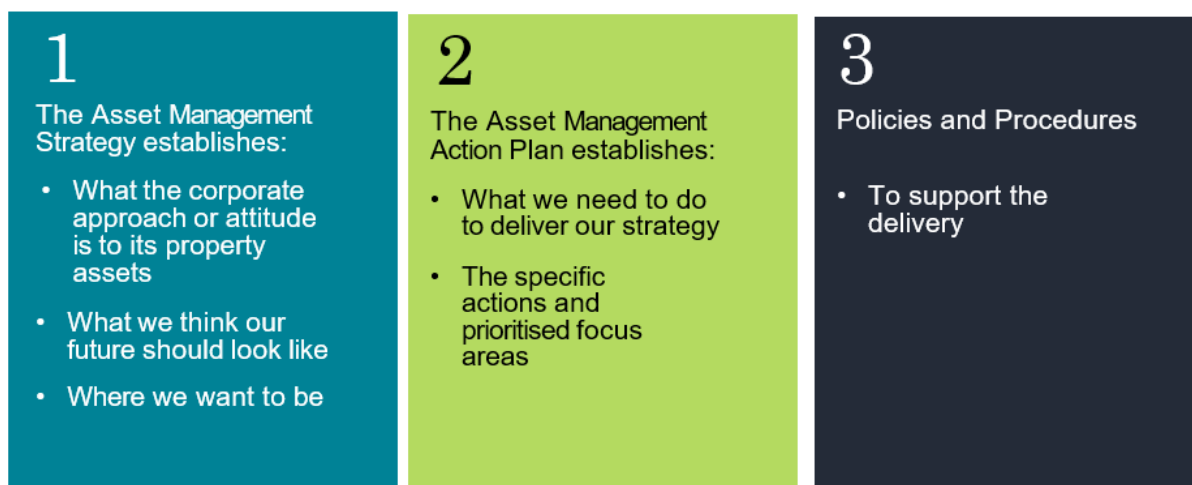 1
The Asset Management
Strategy establishes:
• What the corporate
approach or attitude
is to its property
assets
• What we think our
future should look like
• Where we want to be
2
The Asset Management
Action Plan establishes:
• What we need to do
to deliver our strategy
• The specific
actions and
prioritised focus
areas
3
Policies and Procedures
• To support the
delivery